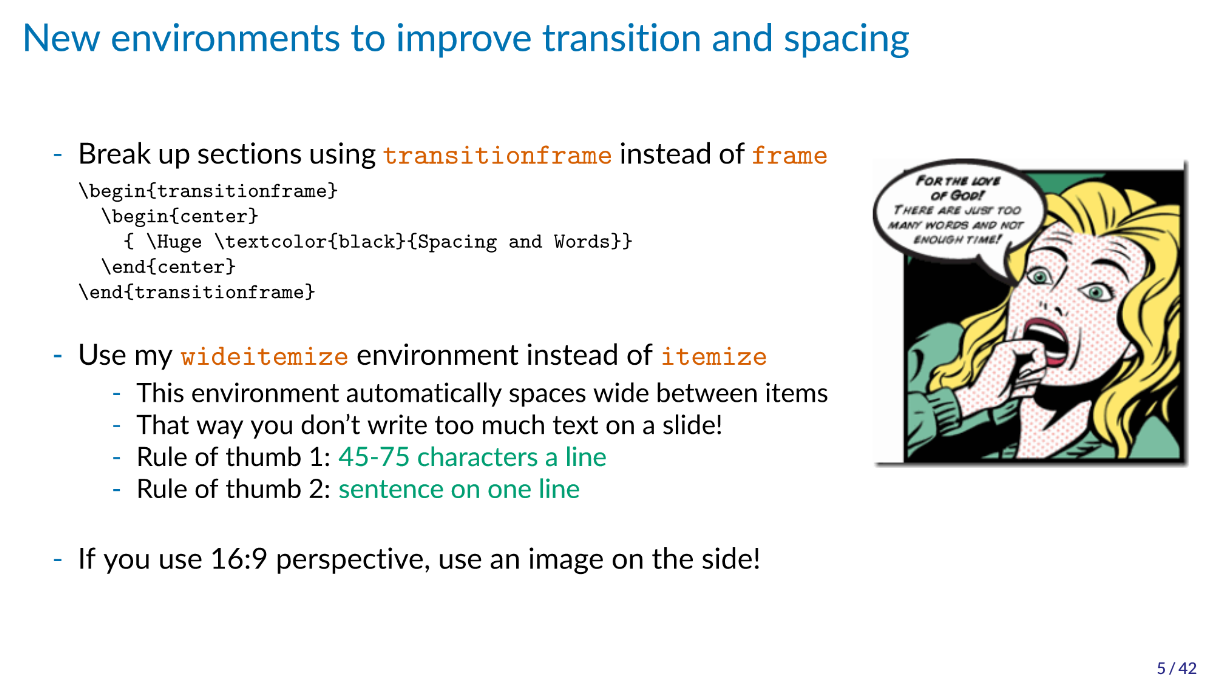 New environments to improve transition and spacing
- Break up sections using transitionframe instead of frame
\begin{transitionframe}
  \begin{center}
    { \Huge \textcolor{black}{Spacing and Words}}
  \end{center}
\end{transitionframe}
- Use my wideitemize environment instead of itemize
- This environment automatically spaces wide between items
- That way you don’t write too much text on a slide!
- Rule of thumb 1: 45-75 characters a line
- Rule of thumb 2: sentence on one line
- If you use 16:9 perspective, use an image on the side!
FOR THE LOVE
OF GOD!
THERE ARE JUST TOO
MANY WORDS AND NOT
ENOUGH TIME!
5 / 42